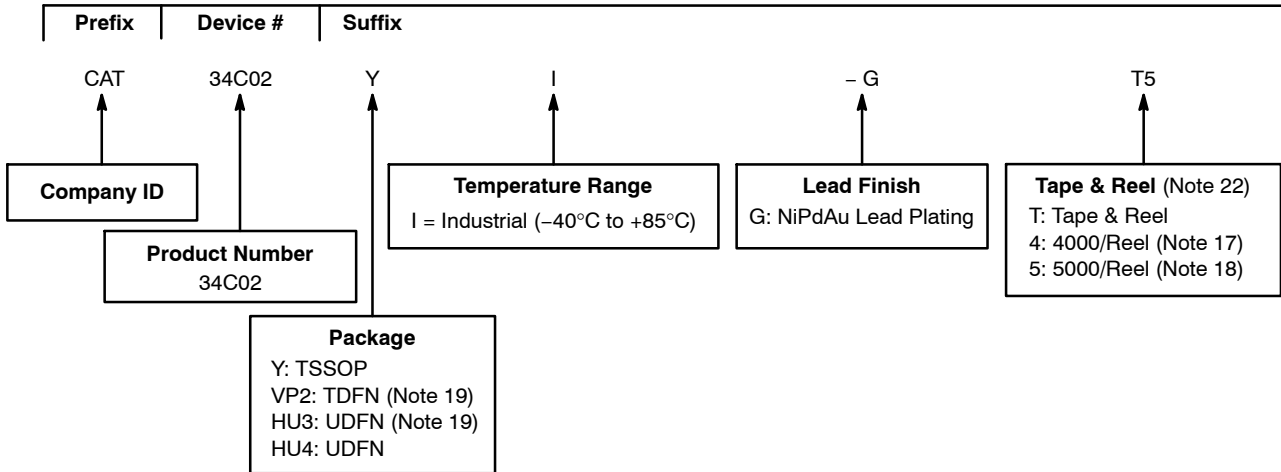 Prefix Device # Suffix
CAT 34C02 Y I – G T5
Company ID
Product Number
34C02
Package
Y: TSSOP
VP2: TDFN (Note 19)
HU3: UDFN (Note 19)
HU4: UDFN
Temperature Range
I = Industrial (−40°C to +85°C)
Lead Finish
G: NiPdAu Lead Plating
Tape & Reel (Note 22)
T: Tape & Reel
4: 4000/Reel (Note 17)
5: 5000/Reel (Note 18)